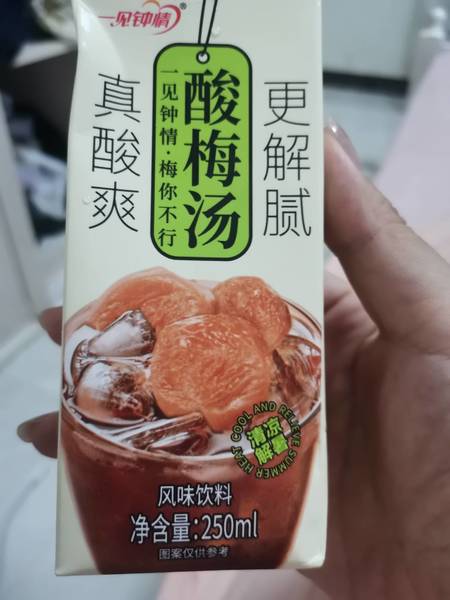 一见钟情®
真酸爽
酸梅汤
一见钟情·梅你不行
更解腻
COOL AND RELIEVE SUMMER HEAT
清凉
解暑
风味饮料
净含量:250ml
图案仅供参考